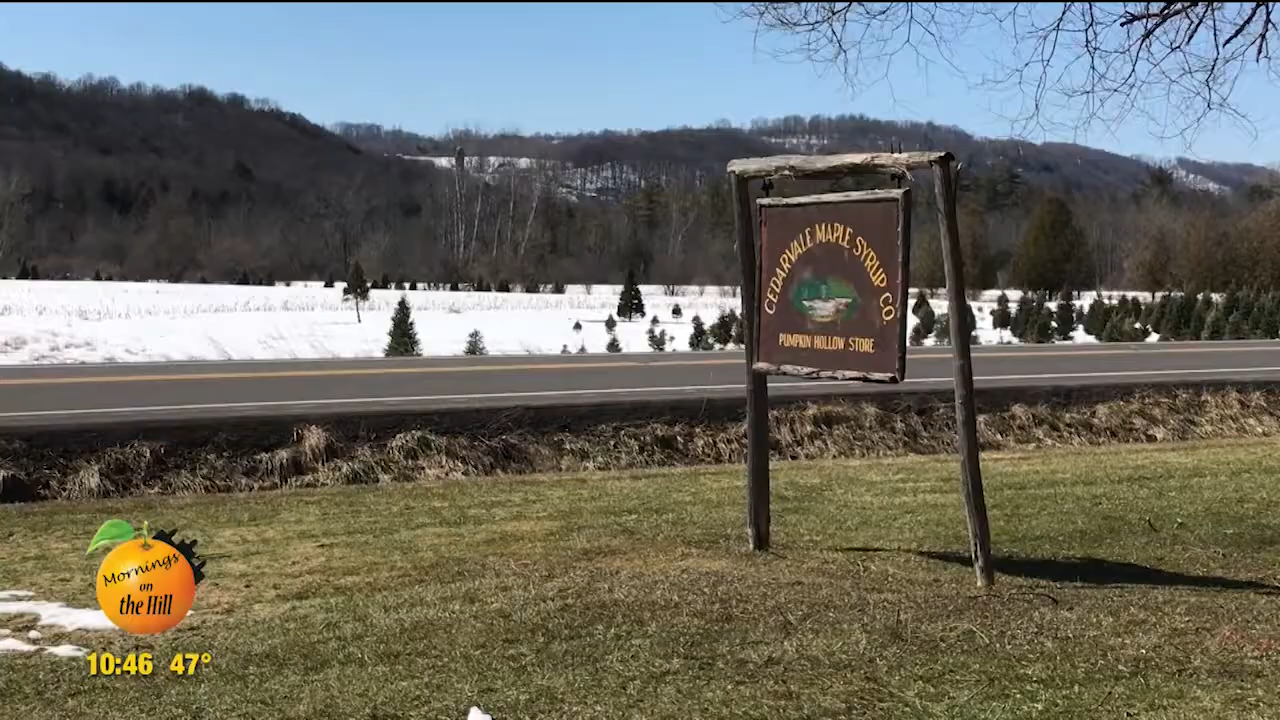 CEDARVALE MAPLE SYRUP CO.
PUMPKIN HOLLOW STORE
Mornings
on
the Hill
10:46 47°